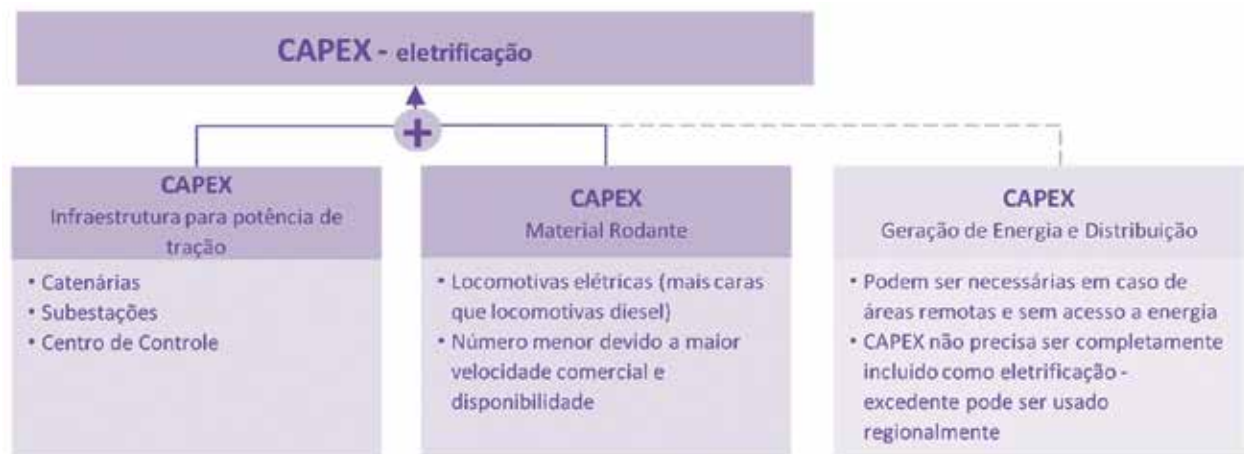 CAPEX - eletrificação
+
CAPEX
Infraestrutura para potência de
tração
• Catenárias
• Subestações
• Centro de Controle
CAPEX
Material Rodante
• Locomotivas elétricas (mais caras
que locomotivas diesel)
• Número menor devido a maior
velocidade comercial e
disponibilidade
CAPEX
Geração de Energia e Distribuição
• Podem ser necessárias em caso de
áreas remotas e sem acesso a energia
• CAPEX não precisa ser completamente
incluido como eletrificação -
excedente pode ser usado
regionalmente